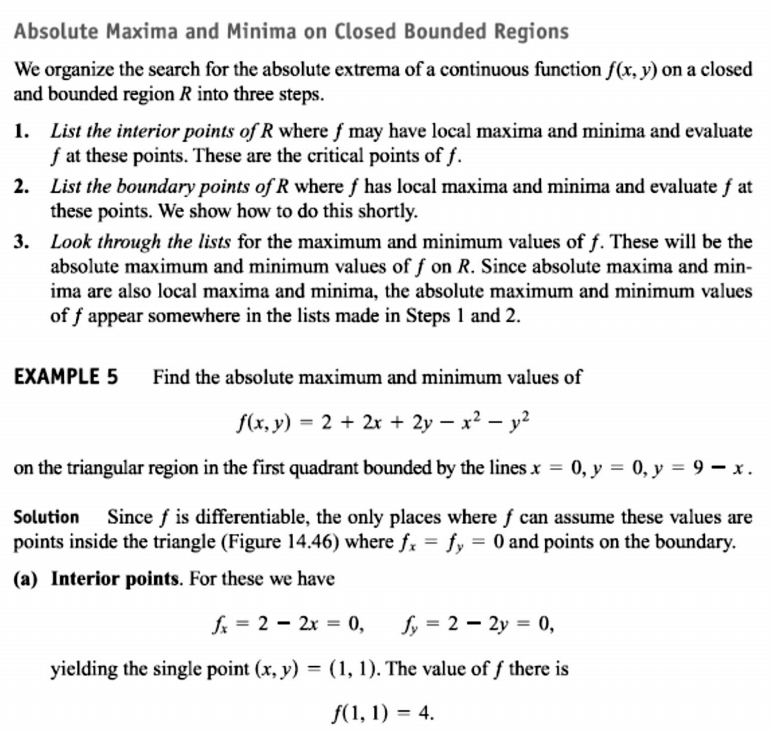 Absolute Maxima and Minima on Closed Bounded Regions
We organize the search for the absolute extrema of a continuous function f(x, y) on a closed
and bounded region R into three steps.
1. List the interior points of R where f may have local maxima and minima and evaluate
f at these points. These are the critical points of f.
2. List the boundary points of R where f has local maxima and minima and evaluate f at
these points. We show how to do this shortly.
3. Look through the lists for the maximum and minimum values of f. These will be the
absolute maximum and minimum values of f on R. Since absolute maxima and min-
ima are also local maxima and minima, the absolute maximum and minimum values
of f appear somewhere in the lists made in Steps 1 and 2.
EXAMPLE 5 Find the absolute maximum and minimum values of
f(x, y) = 2 + 2x + 2y − x² − y²
on the triangular region in the first quadrant bounded by the lines x = 0, y = 0, y = 9 − x.
Solution Since f is differentiable, the only places where f can assume these values are
points inside the triangle (Figure 14.46) where fₓ = f_y = 0 and points on the boundary.
(a) Interior points. For these we have
fₓ = 2 − 2x = 0, f_y = 2 − 2y = 0,
yielding the single point (x, y) = (1, 1). The value of f there is
f(1, 1) = 4.